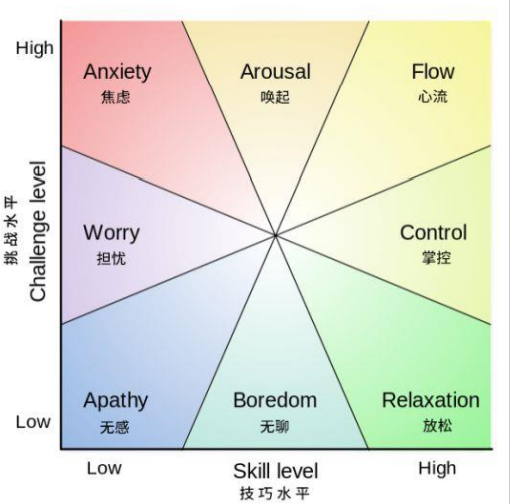 High
Anxiety
焦虑
Arousal
唤起
Flow
心流
挑战水平
Challenge level
Worry
担忧
Control
掌控
Apathy
无感
Boredom
无聊
Relaxation
放松
Low
Low
Skill level
High
技巧水平